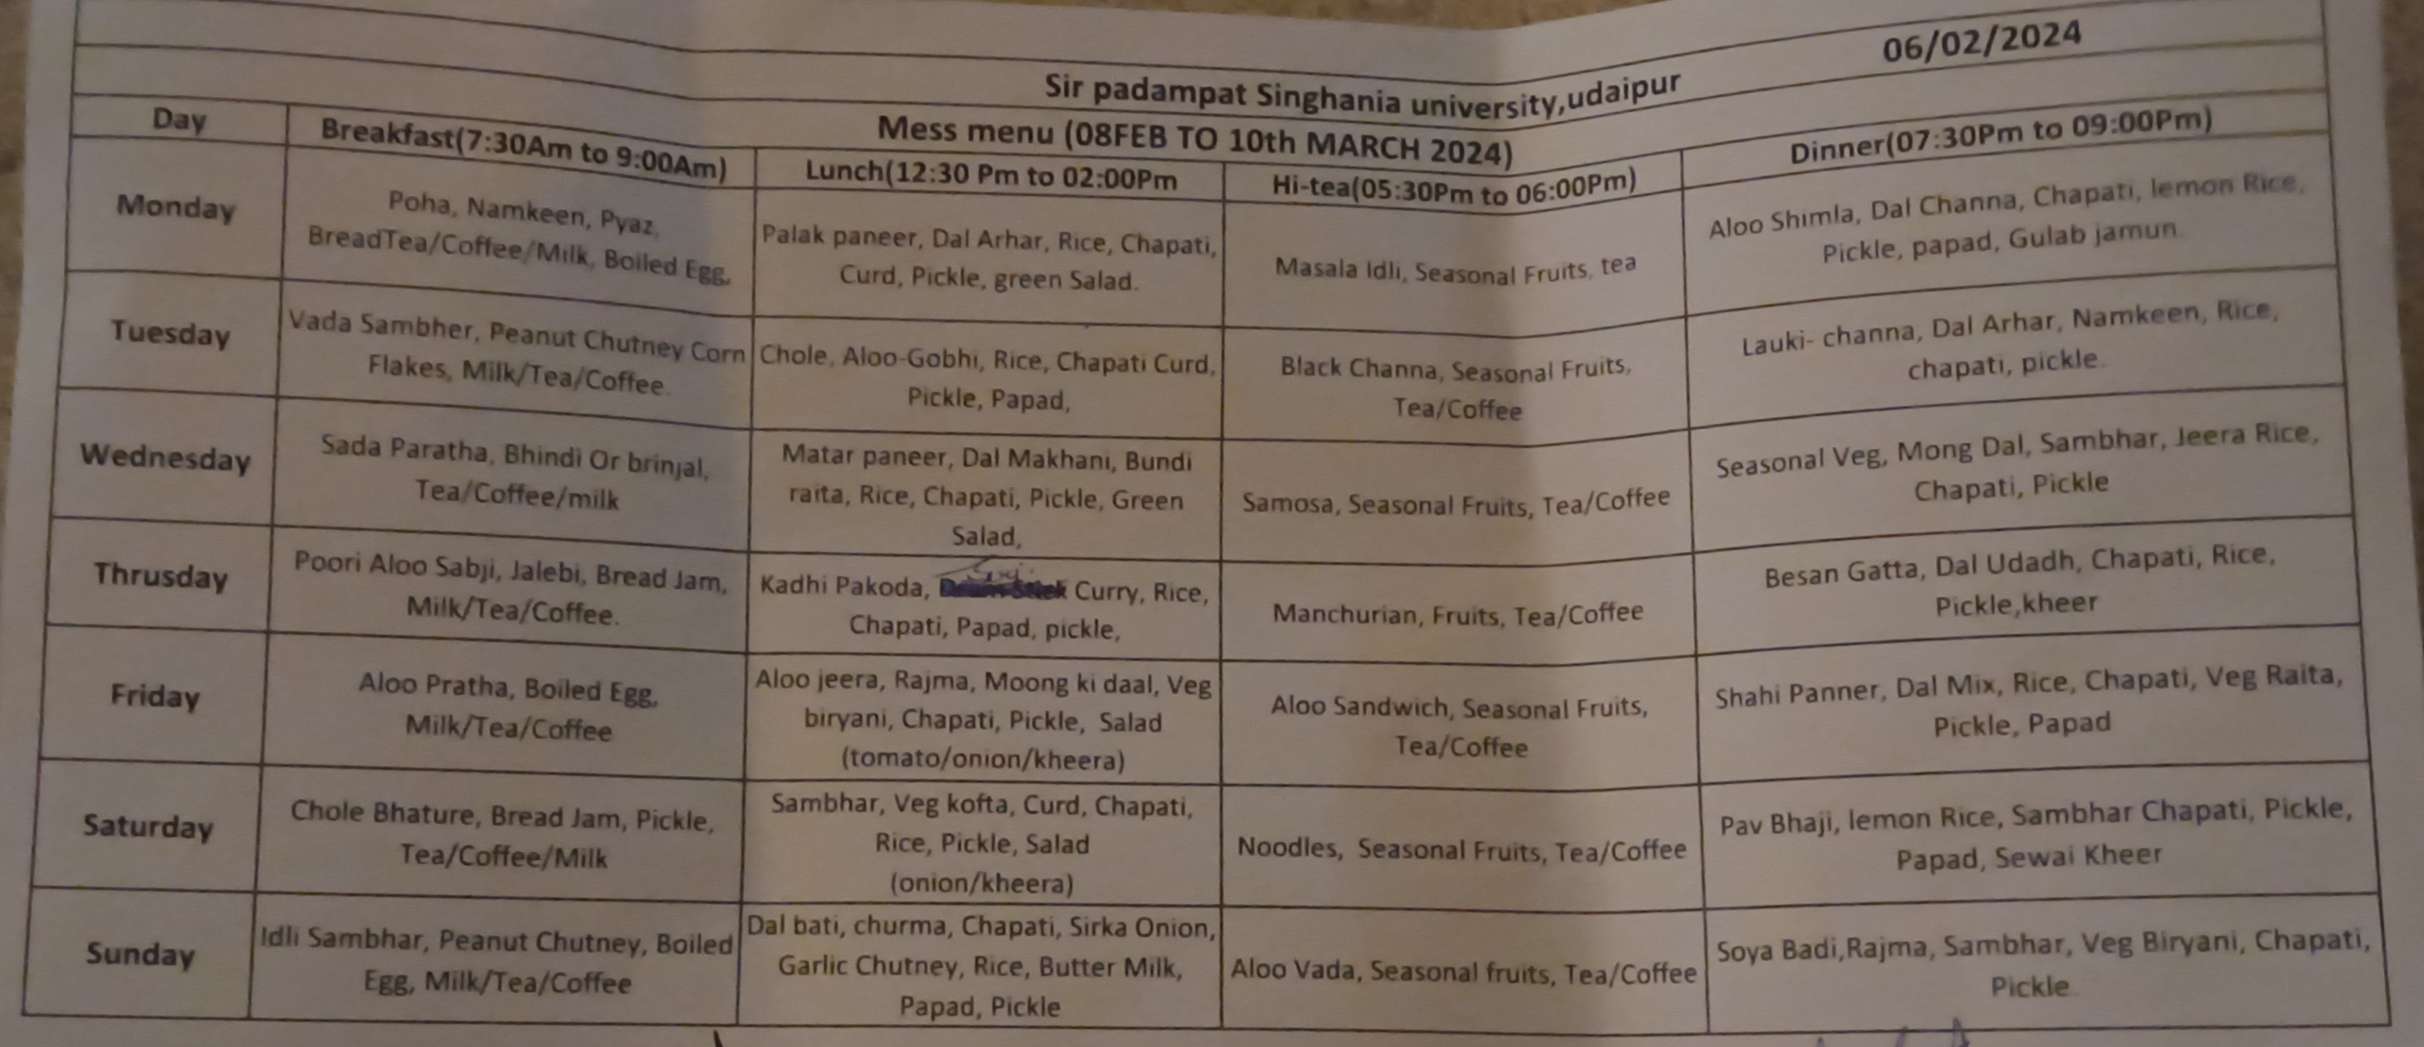 06/02/2024
Sir padampat Singhania university,udaipur
Mess menu (08FEB TO 10th MARCH 2024)
Day
Breakfast(7:30Am to 9:00Am)
Lunch(12:30 Pm to 02:00Pm
Hi-tea(05:30Pm to 06:00Pm)
Dinner(07:30Pm to 09:00Pm)
Monday
Poha, Namkeen, Pyaz,
BreadTea/Coffee/Milk, Boiled Egg,
Palak paneer, Dal Arhar, Rice, Chapati,
Curd, Pickle, green Salad.
Masala Idli, Seasonal Fruits, tea
Aloo Shimla, Dal Channa, Chapati, lemon Rice,
Pickle, papad, Gulab jamun.
Tuesday
Vada Sambher, Peanut Chutney Corn
Flakes, Milk/Tea/Coffee.
Chole, Aloo-Gobhi, Rice, Chapati Curd,
Pickle, Papad,
Black Channa, Seasonal Fruits,
Tea/Coffee
Lauki- channa, Dal Arhar, Namkeen, Rice,
chapati, pickle.
Wednesday
Sada Paratha, Bhindi Or brinjal,
Tea/Coffee/milk
Matar paneer, Dal Makhani, Bundi
raita, Rice, Chapati, Pickle, Green
Salad,
Samosa, Seasonal Fruits, Tea/Coffee
Seasonal Veg, Mong Dal, Sambhar, Jeera Rice,
Chapati, Pickle
Thrusday
Poori Aloo Sabji, Jalebi, Bread Jam,
Milk/Tea/Coffee.
Kadhi Pakoda, Curry, Rice,
Chapati, Papad, pickle,
Manchurian, Fruits, Tea/Coffee
Besan Gatta, Dal Udadh, Chapati, Rice,
Pickle,kheer
Friday
Aloo Pratha, Boiled Egg,
Milk/Tea/Coffee
Aloo jeera, Rajma, Moong ki daal, Veg
biryani, Chapati, Pickle, Salad
(tomato/onion/kheera)
Aloo Sandwich, Seasonal Fruits,
Tea/Coffee
Shahi Panner, Dal Mix, Rice, Chapati, Veg Raita,
Pickle, Papad
Saturday
Chole Bhature, Bread Jam, Pickle,
Tea/Coffee/Milk
Sambhar, Veg kofta, Curd, Chapati,
Rice, Pickle, Salad
(onion/kheera)
Noodles, Seasonal Fruits, Tea/Coffee
Pav Bhaji, lemon Rice, Sambhar Chapati, Pickle,
Papad, Sewai Kheer
Sunday
Idli Sambhar, Peanut Chutney, Boiled
Egg, Milk/Tea/Coffee
Dal bati, churma, Chapati, Sirka Onion,
Garlic Chutney, Rice, Butter Milk,
Papad, Pickle
Aloo Vada, Seasonal fruits, Tea/Coffee
Soya Badi,Rajma, Sambhar, Veg Biryani, Chapati,
Pickle.